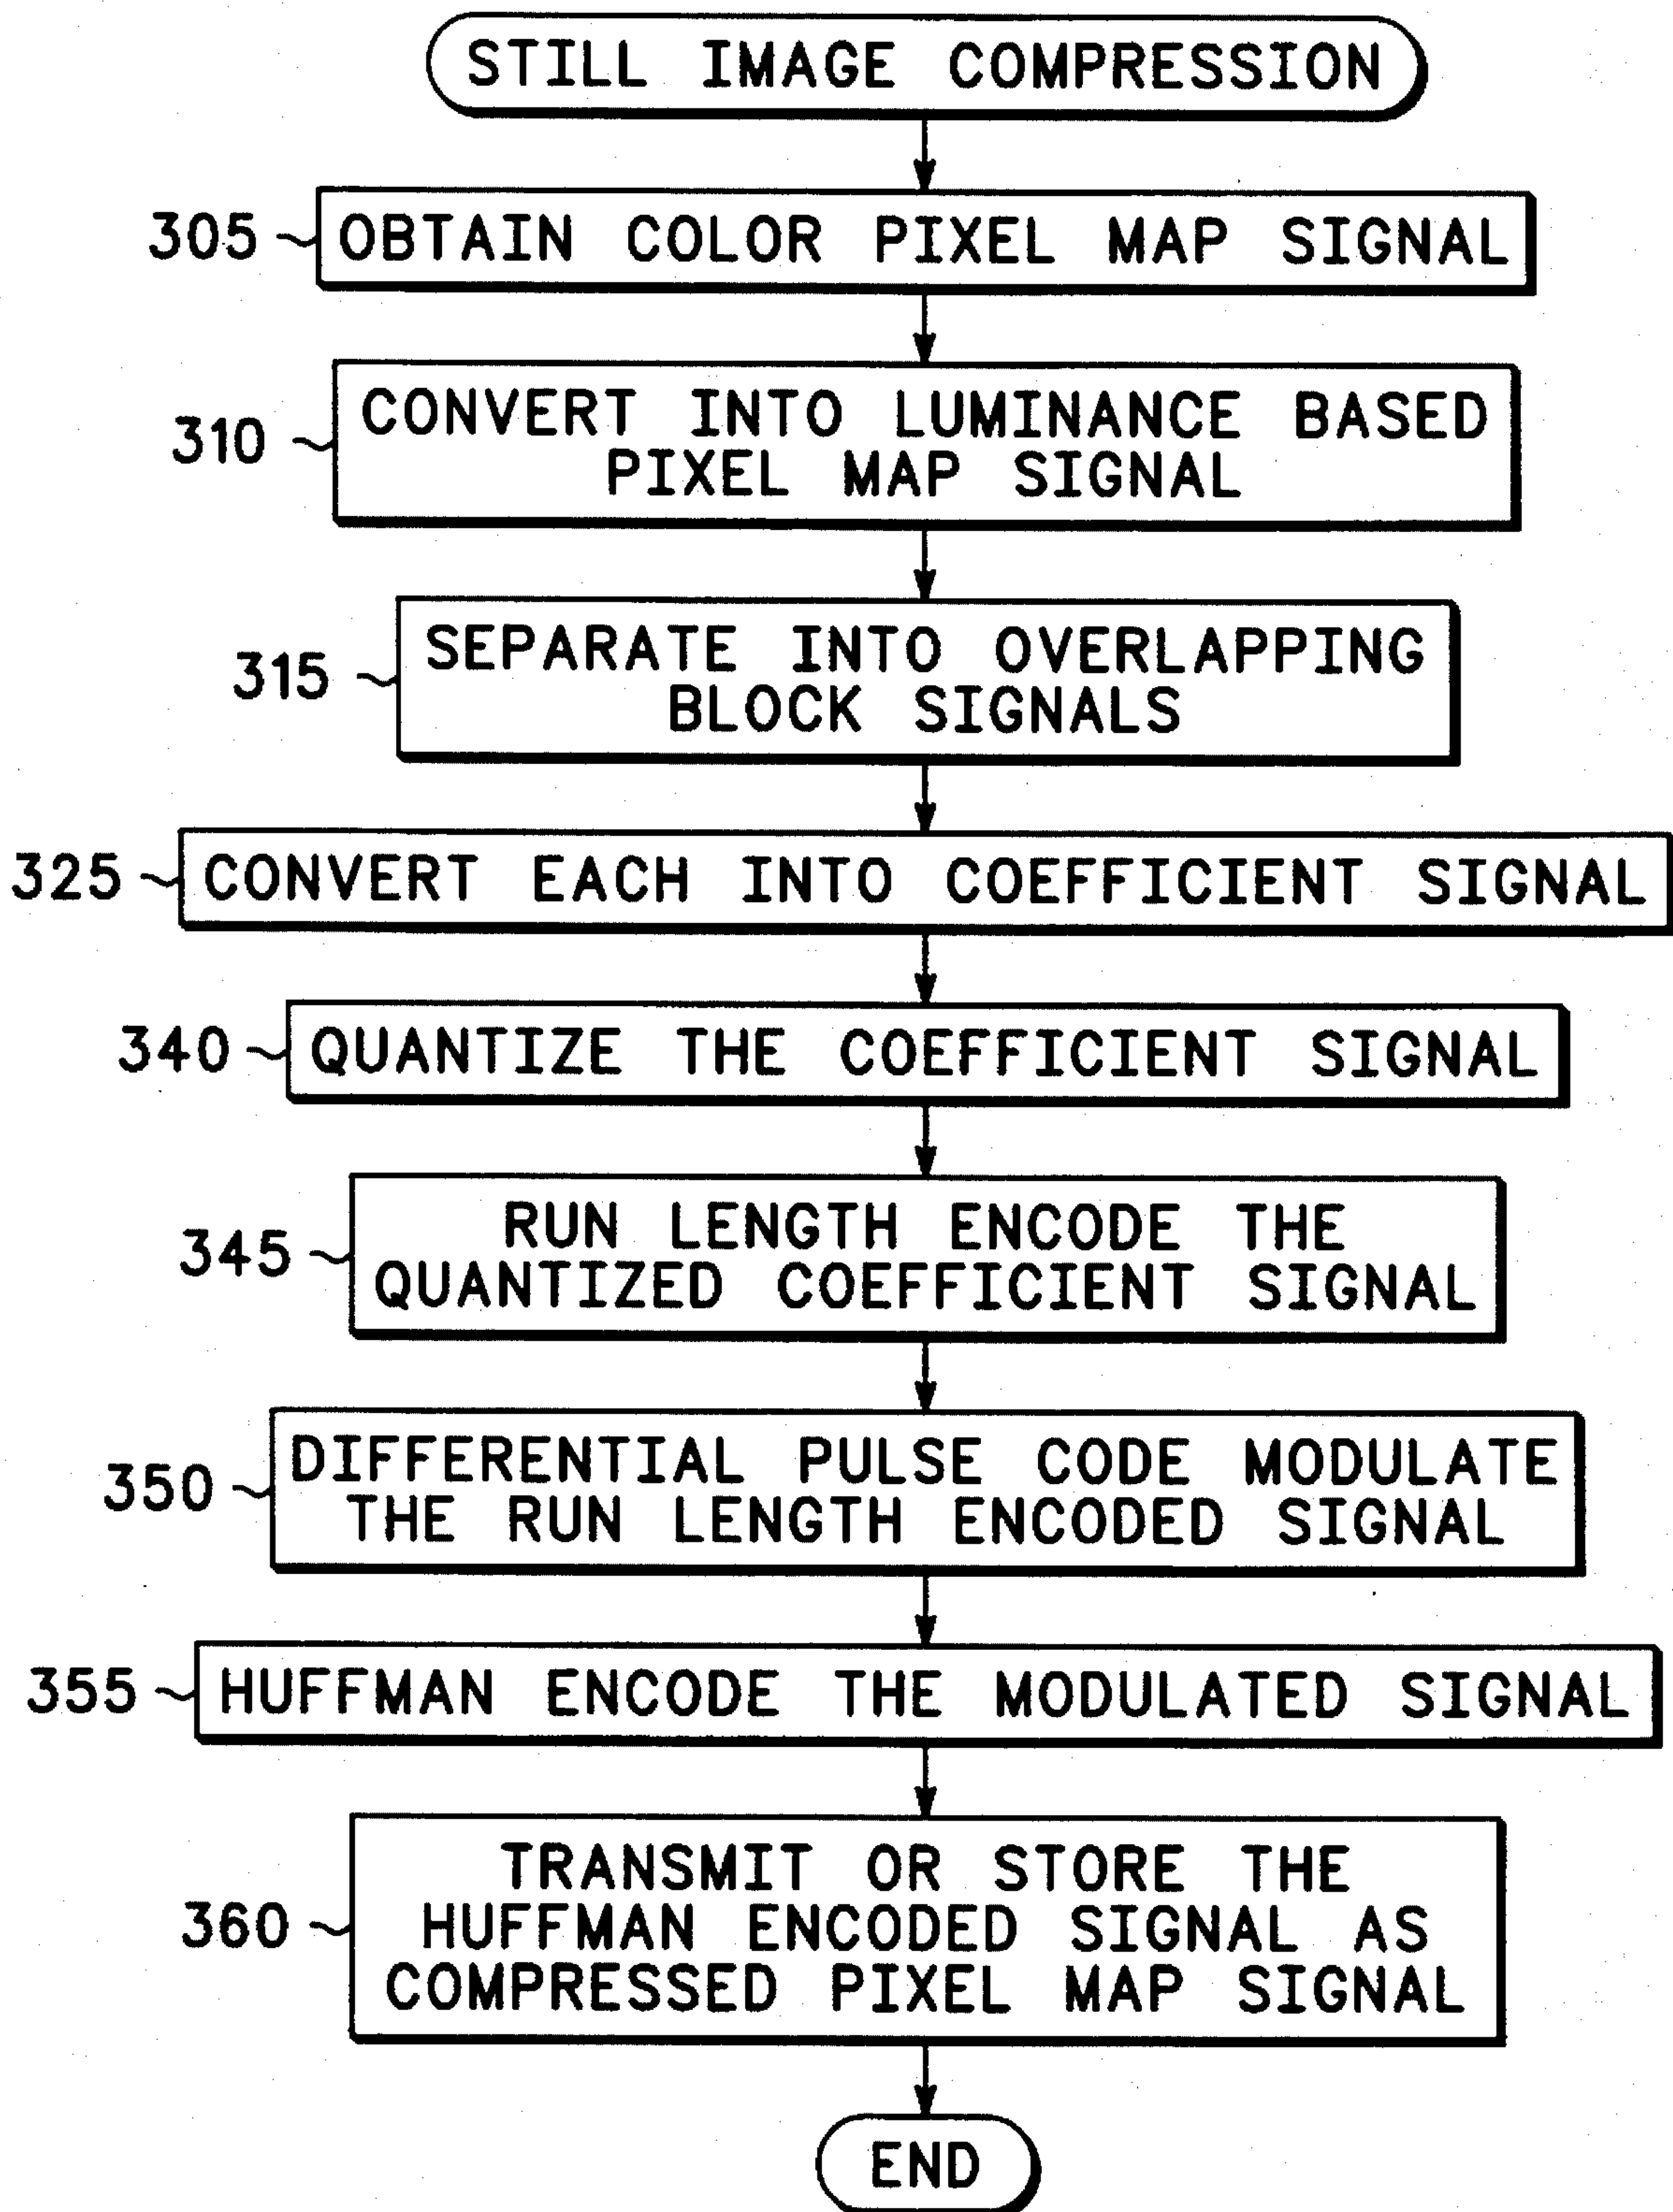 STILL IMAGE COMPRESSION
305
OBTAIN COLOR PIXEL MAP SIGNAL
310
CONVERT INTO LUMINANCE BASED
PIXEL MAP SIGNAL
315
SEPARATE INTO OVERLAPPING
BLOCK SIGNALS
325
CONVERT EACH INTO COEFFICIENT SIGNAL
340
QUANTIZE THE COEFFICIENT SIGNAL
345
RUN LENGTH ENCODE THE
QUANTIZED COEFFICIENT SIGNAL
350
DIFFERENTIAL PULSE CODE MODULATE
THE RUN LENGTH ENCODED SIGNAL
355
HUFFMAN ENCODE THE MODULATED SIGNAL
360
TRANSMIT OR STORE THE
HUFFMAN ENCODED SIGNAL AS
COMPRESSED PIXEL MAP SIGNAL
END